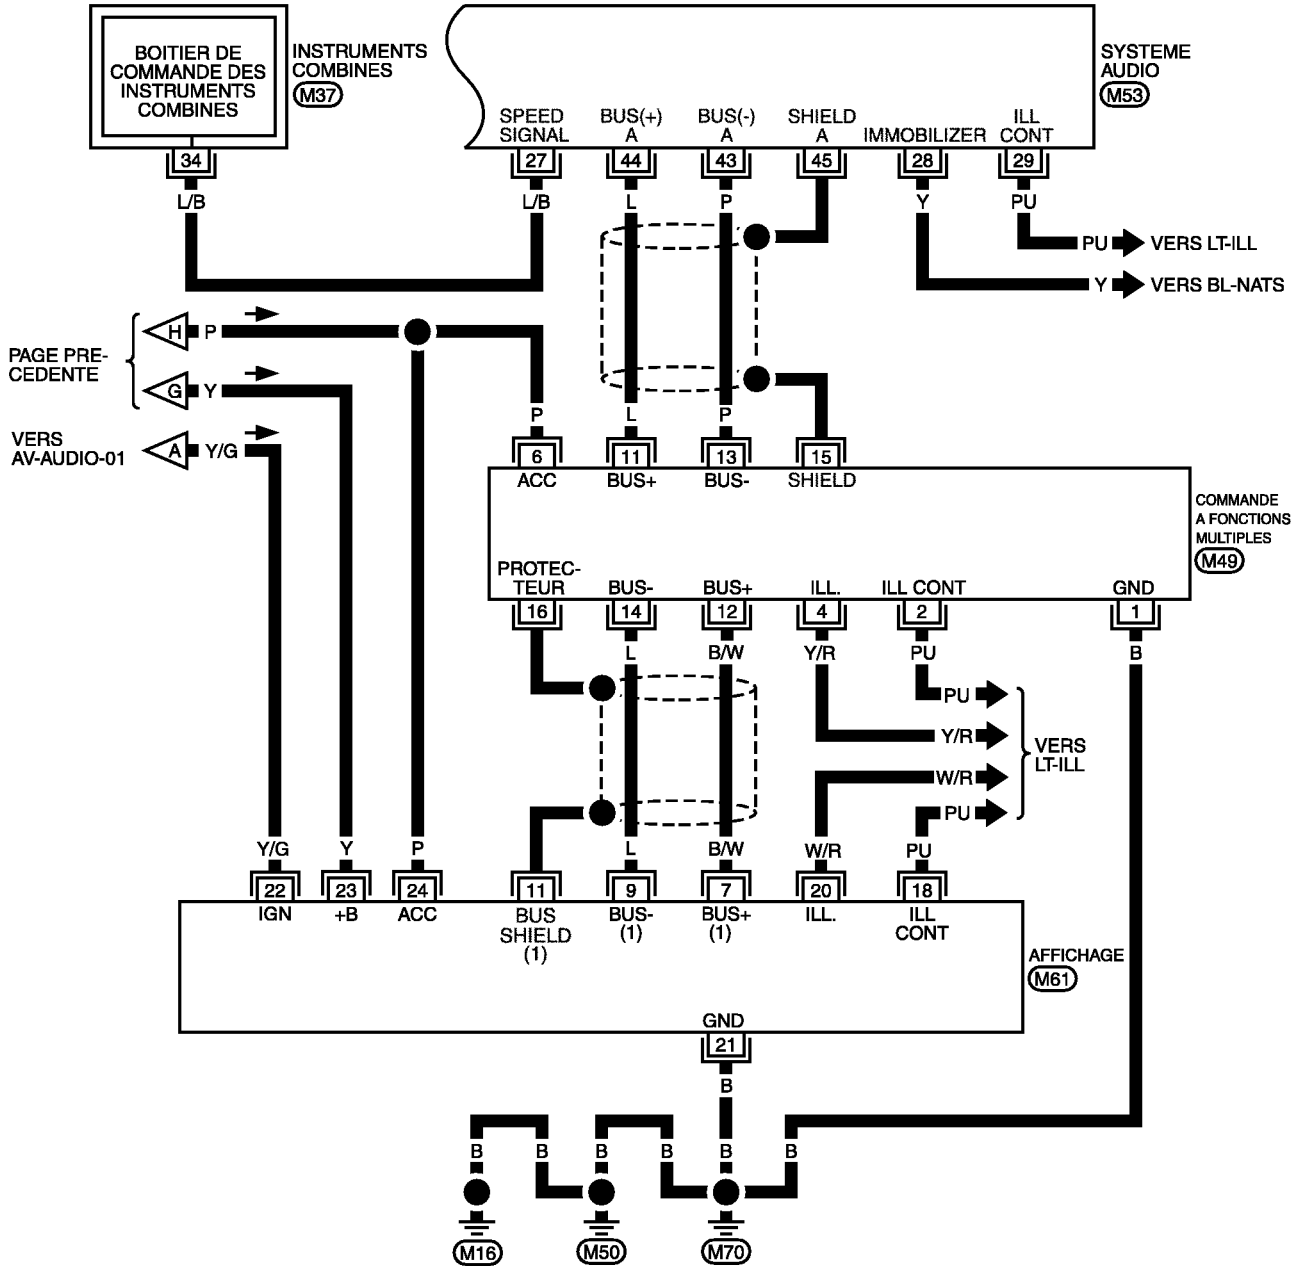 BOITIER DE
COMMANDE DES
INSTRUMENTS
COMBINES
INSTRUMENTS
COMBINES
M37
SYSTEME
AUDIO
M53
SPEED
SIGNAL
BUS(+)
A
BUS(-)
A
SHIELD
A
IMMOBILIZER
ILL
CONT
34
27
44
43
45
28
29
L/B
L/B
L
P
Y
PU
PU
VERS LT-ILL
Y
VERS BL-NATS
PAGE PRE-
CEDENTE
H
P
G
Y
VERS
AV-AUDIO-01
A
Y/G
P
L
P
6
11
13
15
ACC
BUS+
BUS-
SHIELD
COMMANDE
A FONCTIONS
MULTIPLES
M49
PROTEC-
TEUR
BUS-
BUS+
ILL.
ILL CONT
GND
16
14
12
4
2
1
L
B/W
Y/R
PU
B
PU
Y/R
W/R
PU
VERS
LT-ILL
Y/G
Y
P
L
B/W
W/R
PU
22
23
24
11
9
7
20
18
IGN
+B
ACC
BUS
SHIELD
(1)
BUS-
(1)
BUS+
(1)
ILL.
ILL
CONT
AFFICHAGE
M61
GND
21
B
B
B
B
B
B
B
M16
M50
M70